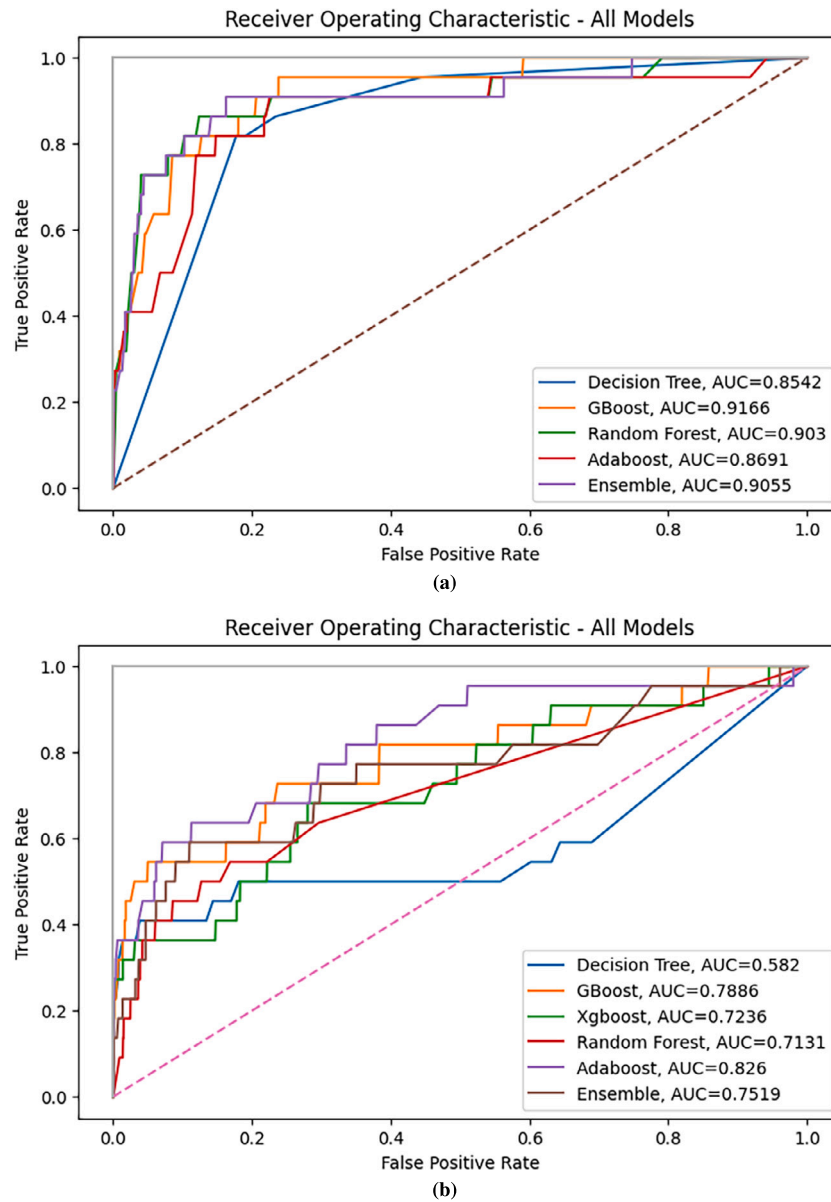 Receiver Operating Characteristic - All Models
1.0
0.8
0.6
0.4
0.2
0.0
True Positive Rate
Decision Tree, AUC=0.8542
GBoost, AUC=0.9166
Random Forest, AUC=0.903
Adaboost, AUC=0.8691
Ensemble, AUC=0.9055
0.0 0.2 0.4 0.6 0.8 1.0
False Positive Rate
(a)
Receiver Operating Characteristic - All Models
1.0
0.8
0.6
0.4
0.2
0.0
True Positive Rate
Decision Tree, AUC=0.582
GBoost, AUC=0.7886
Xgboost, AUC=0.7236
Random Forest, AUC=0.7131
Adaboost, AUC=0.826
Ensemble, AUC=0.7519
0.0 0.2 0.4 0.6 0.8 1.0
False Positive Rate
(b)